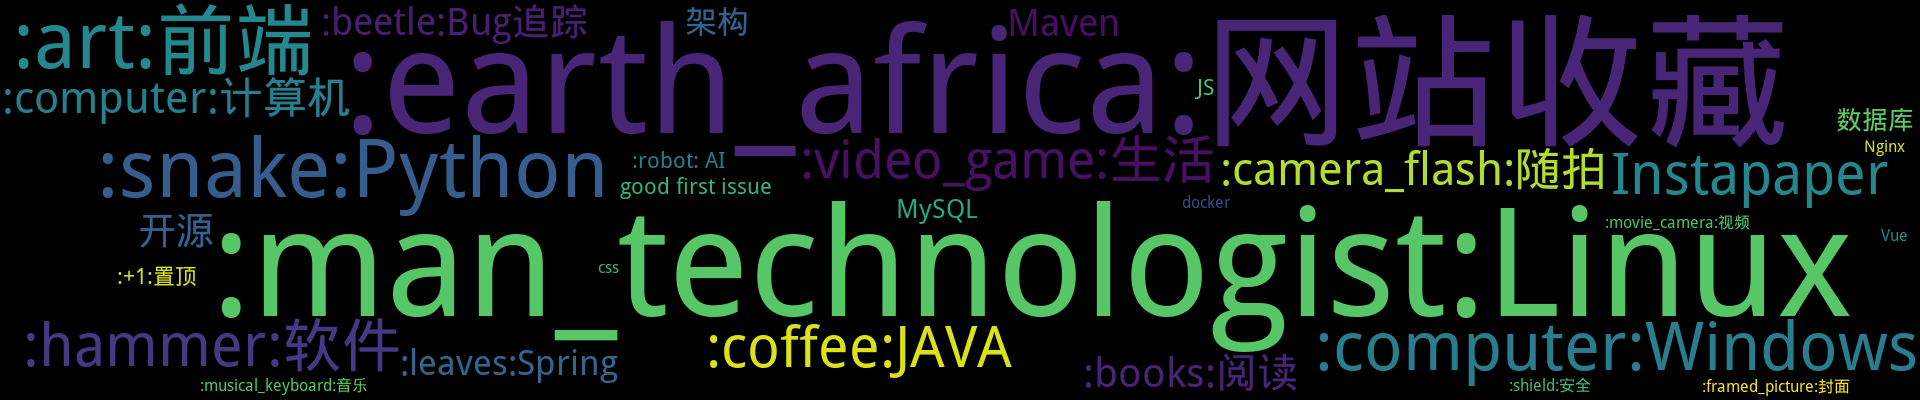 :art:前端
:beetle:Bug追踪
架构
Maven
:earth_africa:网站收藏
:computer:计算机
JS
数据库
Nginx
:snake:Python
:robot: AI
:video_game:生活
:camera_flash:随拍
Instapaper
good first issue
MySQL
docker
开源
:movie_camera:视频
Vue
:man_technologist:Linux
css
:+1:置顶
:hammer:软件
:leaves:Spring
:coffee:JAVA
:books:阅读
:computer:Windows
:musical_keyboard:音乐
:shield:安全
:framed_picture:封面